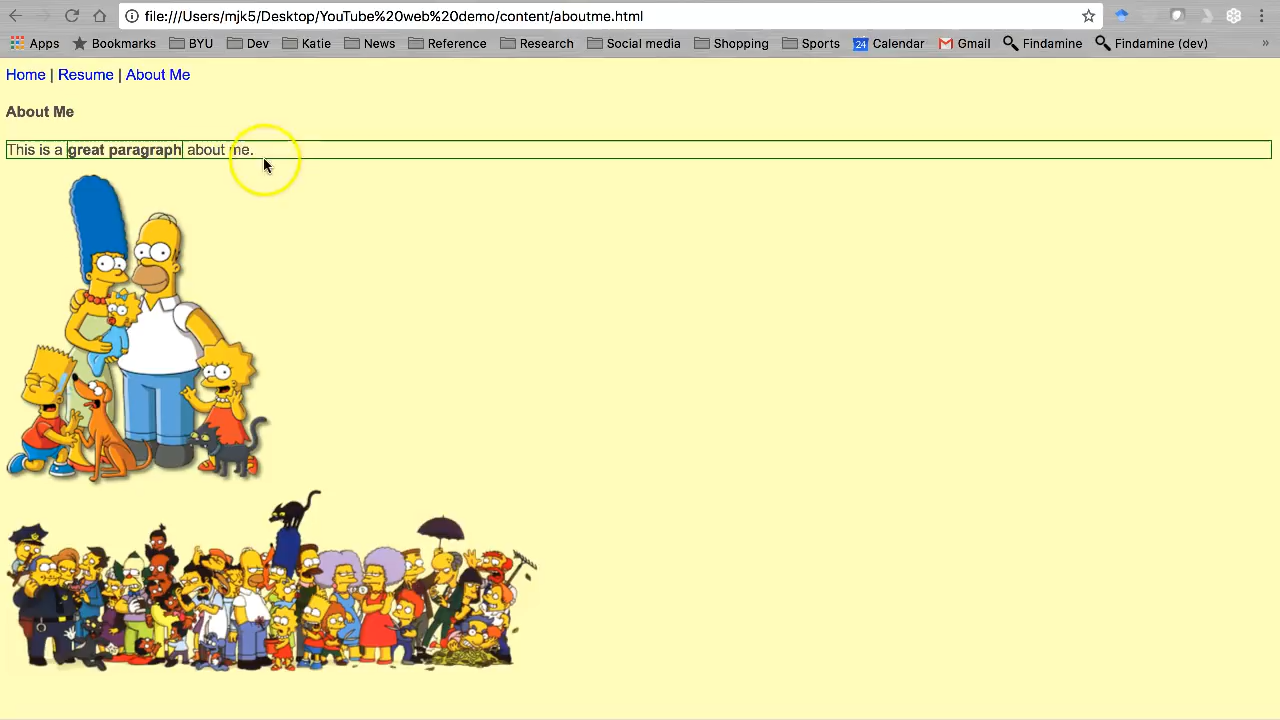 file:///Users/mjk5/Desktop/YouTube%20web%20demo/content/aboutme.html
Apps Bookmarks BYU Dev Katie News Reference Research Social media Shopping Sports 24 Calendar Gmail Findamine Findamine (dev) »
Home | Resume | About Me
About Me
This is a great paragraph about me.